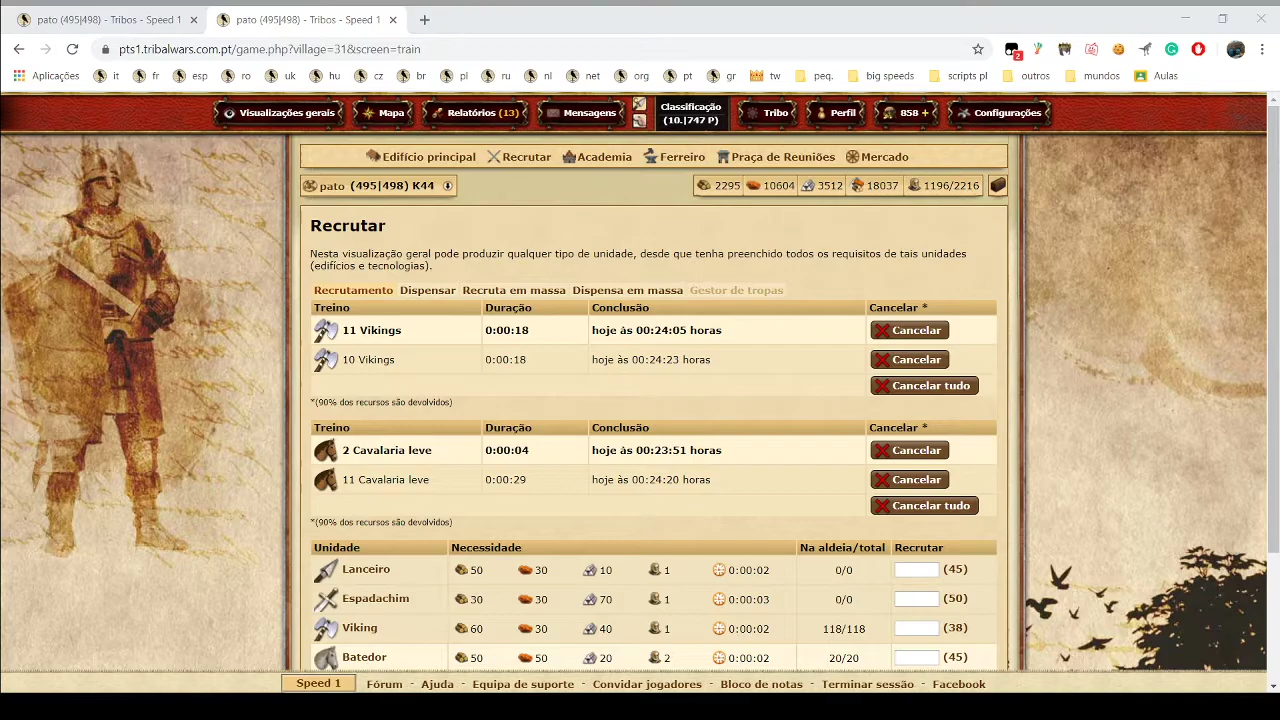 pato (495|498) - Tribos - Speed 1
pato (495|498) - Tribos - Speed 1
pts1.tribalwars.com.pt/game.php?village=31&screen=train
2
Aplicações it fr esp ro uk hu cz br pl ru nl net org pt gr tw peq. big speeds scripts pl outros mundos Aulas
Visualizações gerais Mapa Relatórios (13) Mensagens Classificação (10.|747 P) Tribo Perfil 858 + Configurações
Edifício principal Recrutar Academia Ferreiro Praça de Reuniões Mercado
pato (495|498) K44 2295 10604 3512 18037 1196/2216
Recrutar
Nesta visualização geral pode produzir qualquer tipo de unidade, desde que tenha preenchido todos os requisitos de tais unidades
(edifícios e tecnologias).
Recrutamento Dispensar Recruta em massa Dispensa em massa Gestor de tropas
Treino Duração Conclusão Cancelar *
11 Vikings 0:00:18 hoje às 00:24:05 horas Cancelar
10 Vikings 0:00:18 hoje às 00:24:23 horas Cancelar
Cancelar tudo
*(90% dos recursos são devolvidos)
Treino Duração Conclusão Cancelar *
2 Cavalaria leve 0:00:04 hoje às 00:23:51 horas Cancelar
11 Cavalaria leve 0:00:29 hoje às 00:24:20 horas Cancelar
Cancelar tudo
*(90% dos recursos são devolvidos)
Unidade Necessidade Na aldeia/total Recrutar
Lanceiro 50 30 10 1 0:00:02 0/0 (45)
Espadachim 30 30 70 1 0:00:03 0/0 (50)
Viking 60 30 40 1 0:00:02 118/118 (38)
Batedor 50 50 20 2 0:00:02 20/20 (45)
Speed 1 Fórum - Ajuda - Equipa de suporte - Convidar jogadores - Bloco de notas - Terminar sessão - Facebook